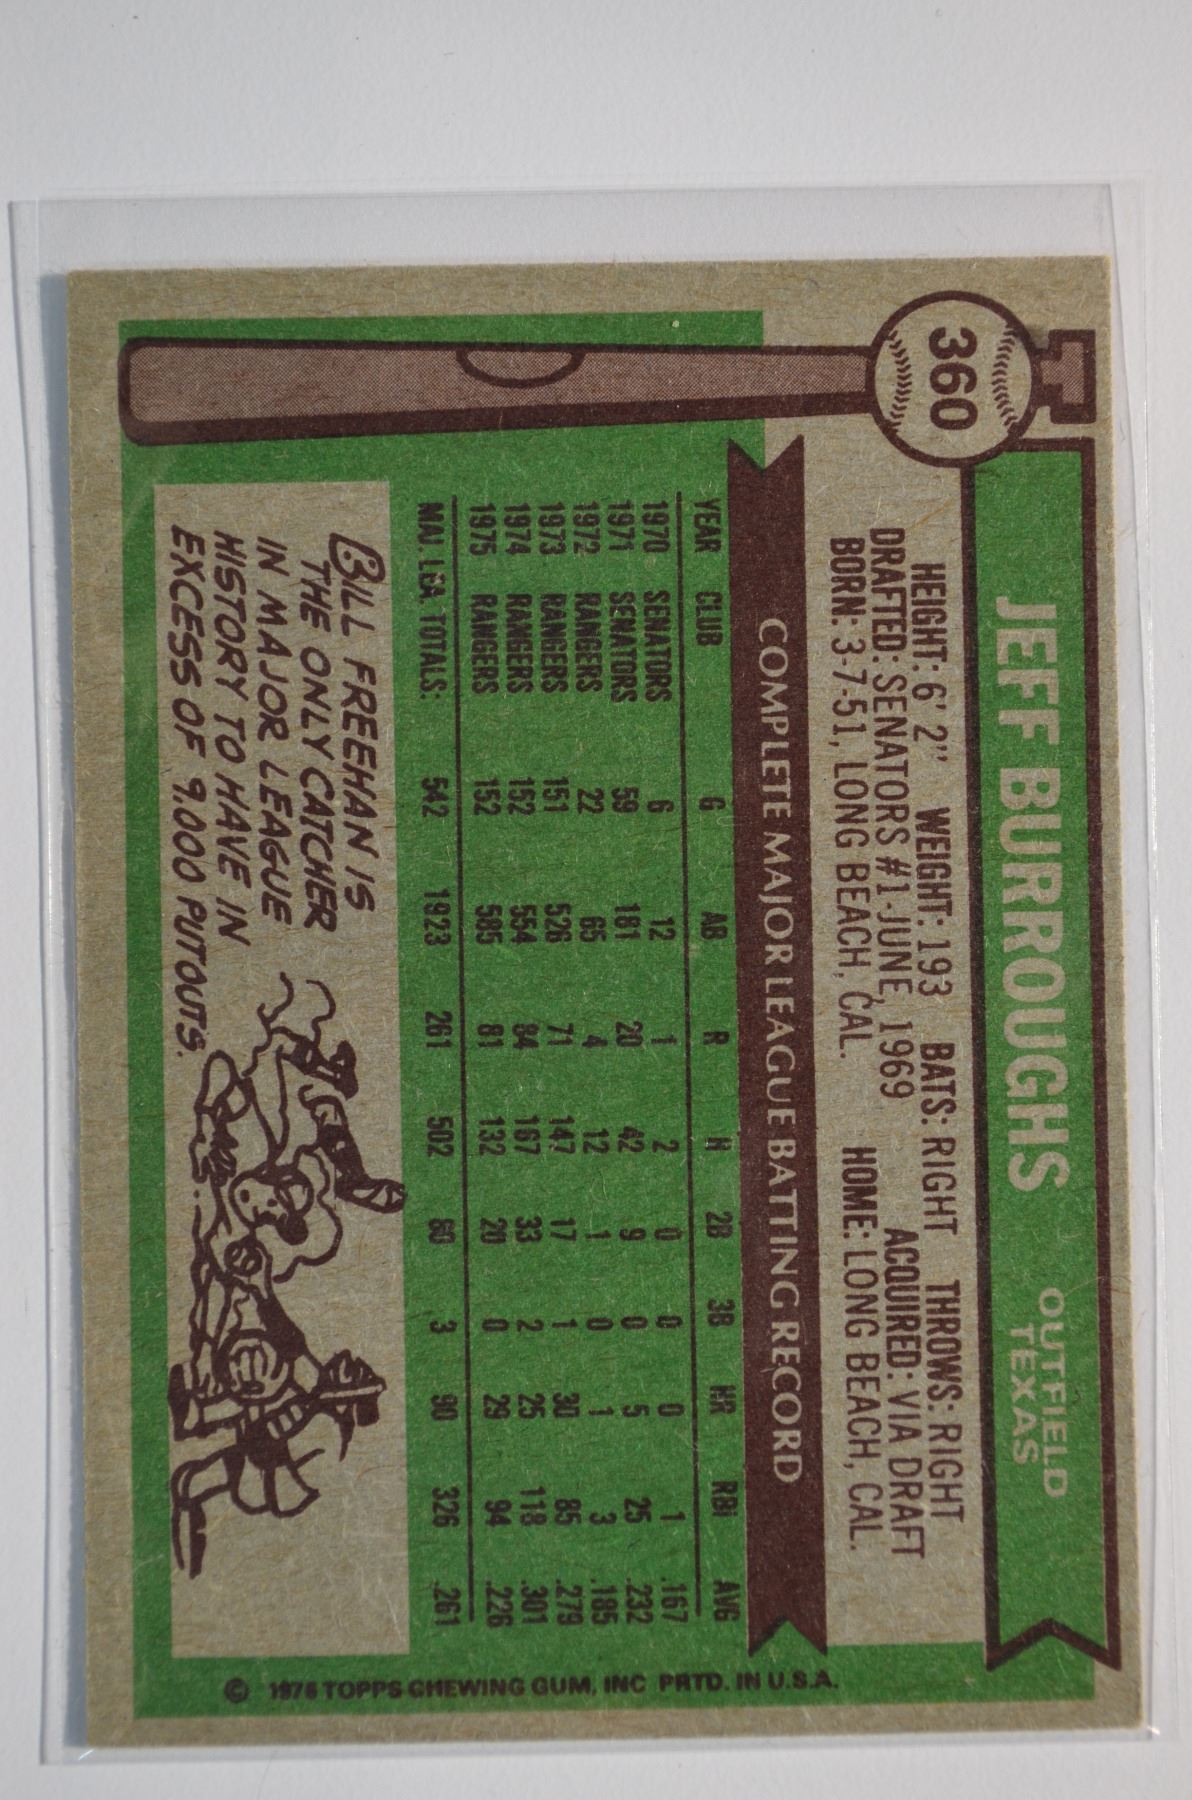 360
JEFF BURROUGHS
OUTFIELD
TEXAS
HEIGHT: 6' 2" WEIGHT: 193 BATS: RIGHT THROWS: RIGHT
DRAFTED: SENATORS #1-JUNE, 1969 ACQUIRED: VIA DRAFT
BORN: 3-7-51, LONG BEACH, CAL. HOME: LONG BEACH, CAL.
COMPLETE MAJOR LEAGUE BATTING RECORD
YEAR CLUB G AB R H 2B 3B HR RBI AVG
1970 SENATORS 6 12 1 2 0 0 0 1 .167
1971 SENATORS 59 181 20 42 9 0 5 25 .232
1972 RANGERS 22 65 4 12 1 0 1 3 .185
1973 RANGERS 151 526 71 147 17 1 30 85 .279
1974 RANGERS 152 554 84 167 33 2 25 118 .301
1975 RANGERS 152 585 81 132 20 0 29 94 .226
MAJ. LEA TOTALS: 542 1923 261 502 80 3 90 326 .261
BILL FREEHAN IS
THE ONLY CATCHER
IN MAJOR LEAGUE
HISTORY TO HAVE IN
EXCESS OF 9,000 PUTOUTS.
© 1976 TOPPS CHEWING GUM, INC PRTD. IN U.S.A.